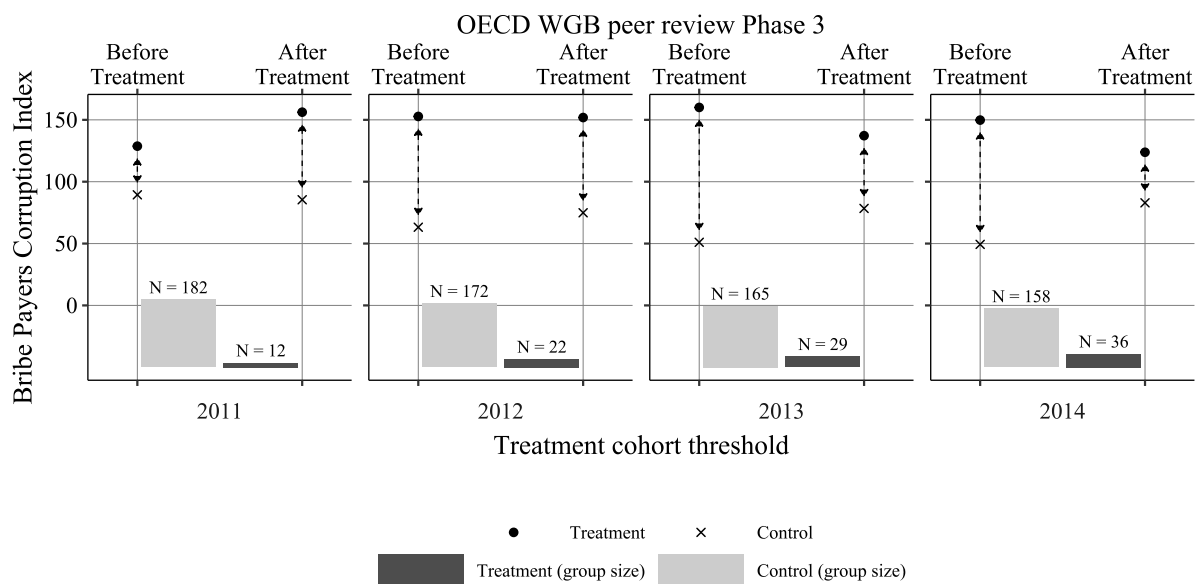 OECD WGB peer review Phase 3
Before
Treatment
After
Treatment
Before
Treatment
After
Treatment
Before
Treatment
After
Treatment
Before
Treatment
After
Treatment
Bribe Payers Corruption Index
150
100
50
0
N = 182
N = 12
N = 172
N = 22
N = 165
N = 29
N = 158
N = 36
2011
2012
2013
2014
Treatment cohort threshold
Treatment
Control
Treatment (group size)
Control (group size)